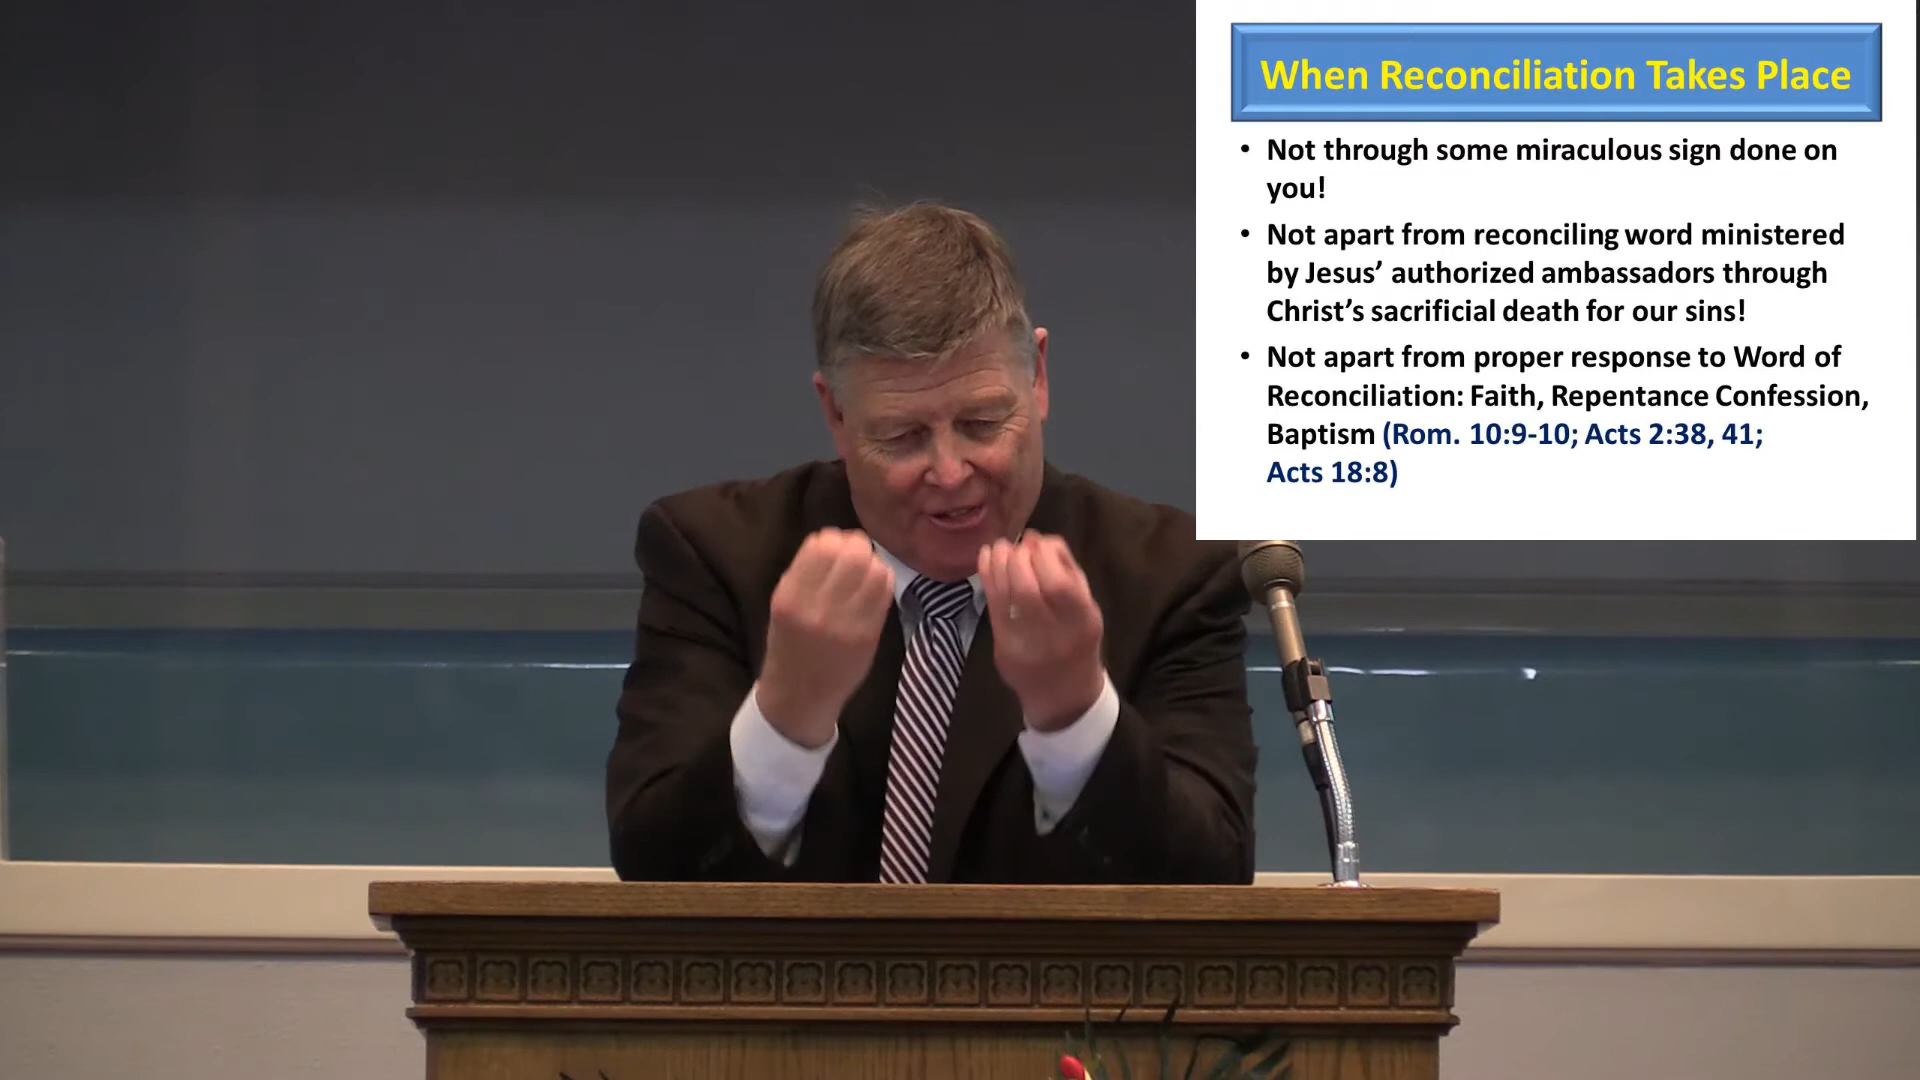 When Reconciliation Takes Place
• Not through some miraculous sign done on
you!
• Not apart from reconciling word ministered
by Jesus’ authorized ambassadors through
Christ’s sacrificial death for our sins!
• Not apart from proper response to Word of
Reconciliation: Faith, Repentance Confession,
Baptism (Rom. 10:9-10; Acts 2:38, 41;
Acts 18:8)